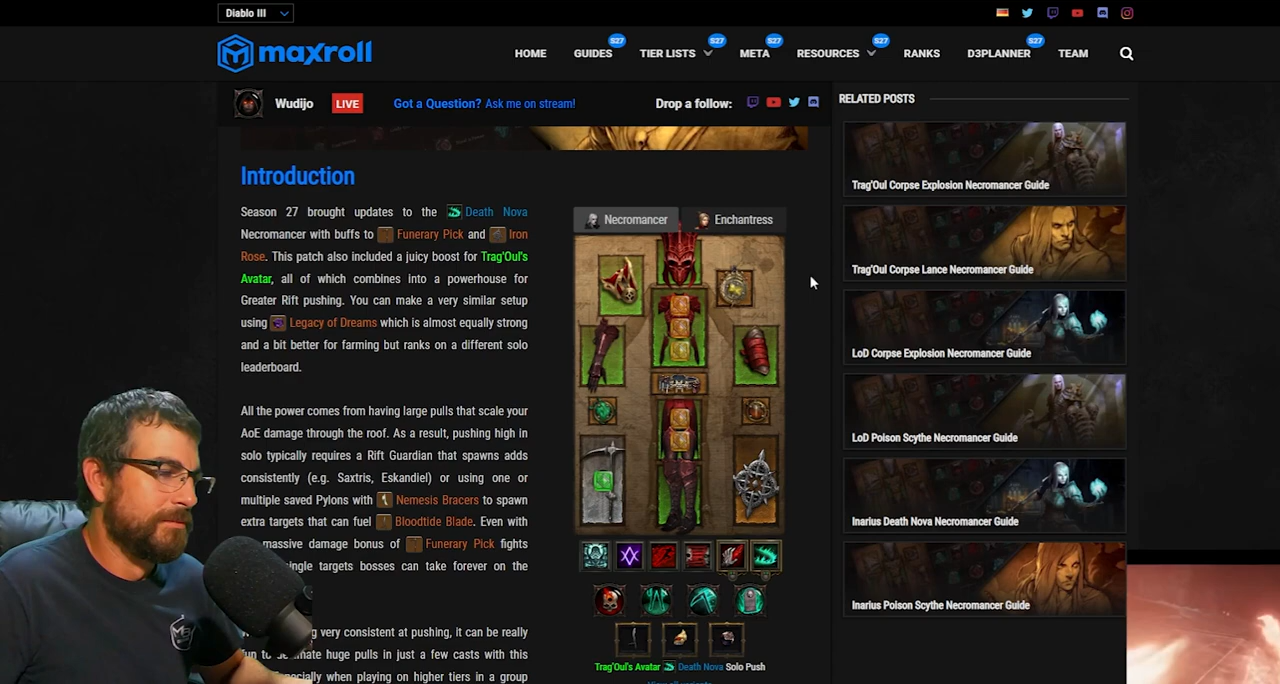 Diablo III
maxroll
HOME
GUIDES
S27
TIER LISTS
S27
META
S27
RESOURCES
S27
RANKS
D3PLANNER
S27
TEAM
Wudijo
LIVE
Got a Question? Ask me on stream!
Drop a follow:
Introduction
Season 27 brought updates to the Death Nova
Necromancer with buffs to Funerary Pick and Iron
Rose. This patch also included a juicy boost for Trag'Oul's
Avatar, all of which combines into a powerhouse for
Greater Rift pushing. You can make a very similar setup
using Legacy of Dreams which is almost equally strong
and a bit better for farming but ranks on a different solo
leaderboard.
All the power comes from having large pulls that scale your
AoE damage through the roof. As a result, pushing high in
solo typically requires a Rift Guardian that spawns adds
consistently (e.g. Saxtris, Eskandiel) or using one or
multiple saved Pylons with Nemesis Bracers to spawn
extra targets that can fuel Bloodtide Blade. Even with
massive damage bonus of Funerary Pick fights
single targets bosses can take forever on the
very consistent at pushing, it can be really
huge pulls in just a few casts with this
when playing on higher tiers in a group
Necromancer
Enchantress
Trag'Oul's Avatar Death Nova Solo Push
View all variants
RELATED POSTS
Trag'Oul Corpse Explosion Necromancer Guide
Trag'Oul Corpse Lance Necromancer Guide
LoD Corpse Explosion Necromancer Guide
LoD Poison Scythe Necromancer Guide
Inarius Death Nova Necromancer Guide
Inarius Poison Scythe Necromancer Guide